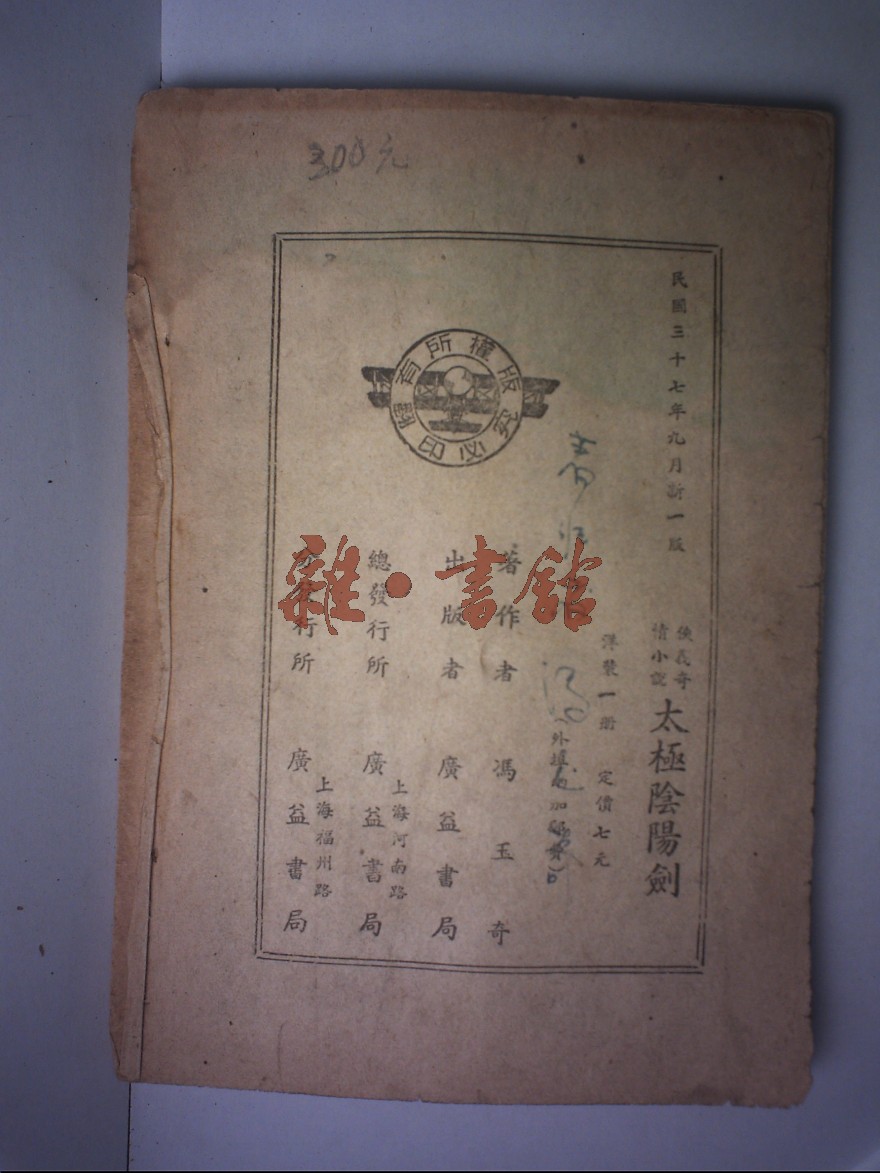 300元
民國三十七年九月新一版
俠義奇
情小說
太極陰陽劍
洋裝一册 定價七元
(外埠酌加郵費)
著作者 馮玉奇
出版者 廣益書局
上海河南路
總發行所 廣益書局
上海福州路
分發行所 廣益書局
版權所有翻印必究
雜·書館